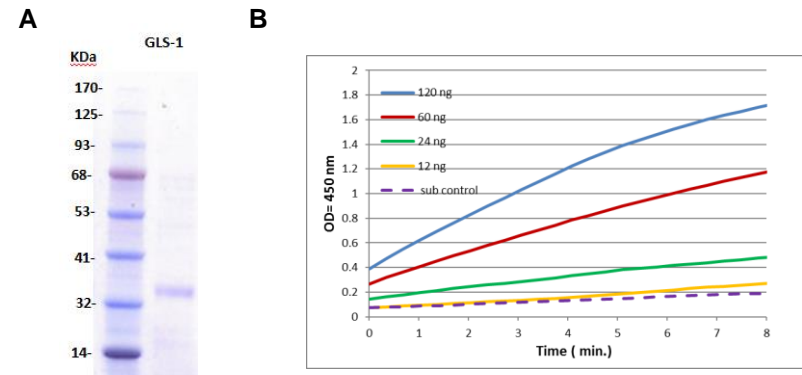 A
GLS-1
KDa
170-
125-
93-
68-
53-
41-
32-
14-
B
OD= 450 nm
2
1.8
1.6
1.4
1.2
1
0.8
0.6
0.4
0.2
0
120 ng
60 ng
24 ng
12 ng
sub control
0 1 2 3 4 5 6 7 8
Time ( min.)